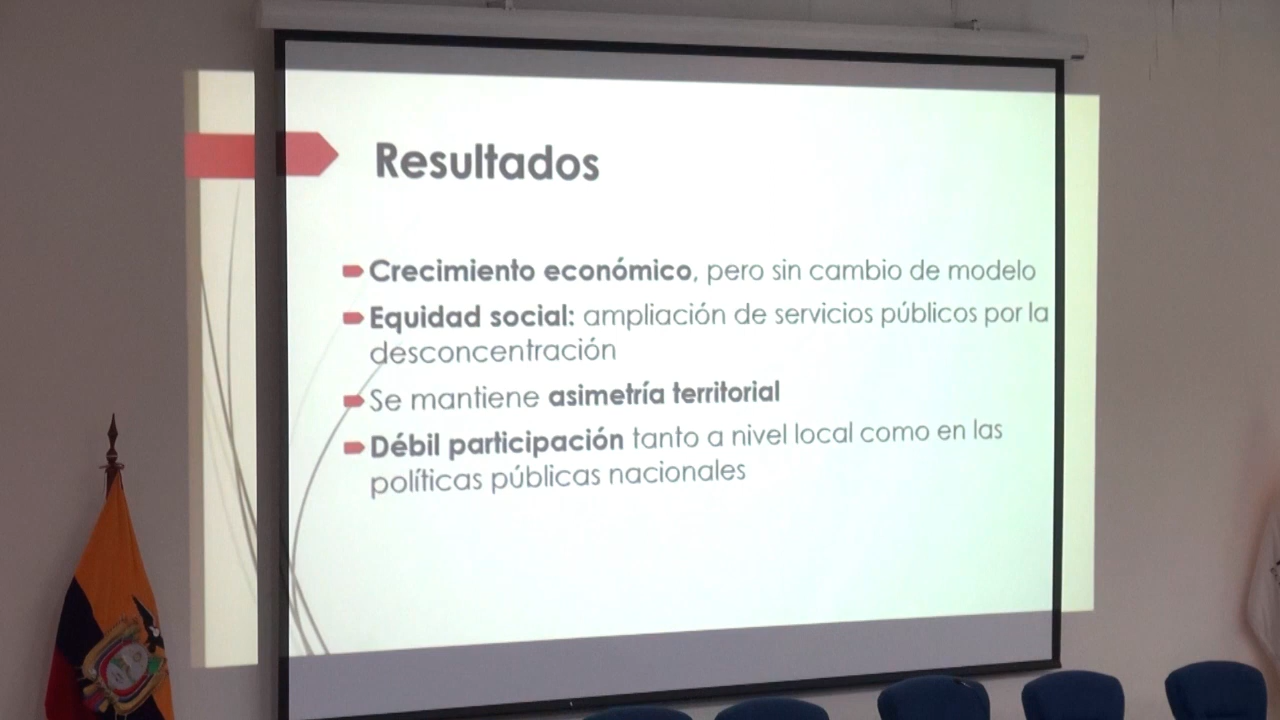 Resultados
Crecimiento económico, pero sin cambio de modelo
Equidad social: ampliación de servicios públicos por la
desconcentración
Se mantiene asimetría territorial
Débil participación tanto a nivel local como en las
políticas públicas nacionales